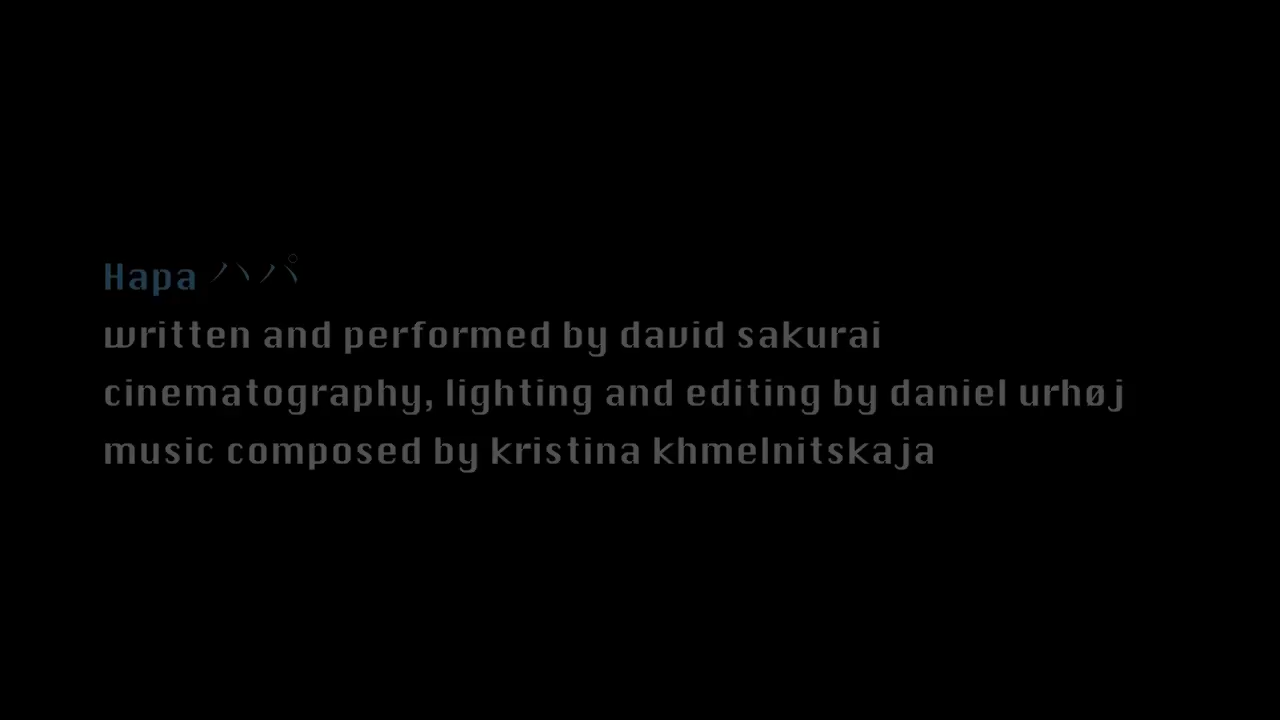 Hapa ハパ
written and performed by david sakurai
cinematography, lighting and editing by daniel urhøj
music composed by kristina khmelnitskaja